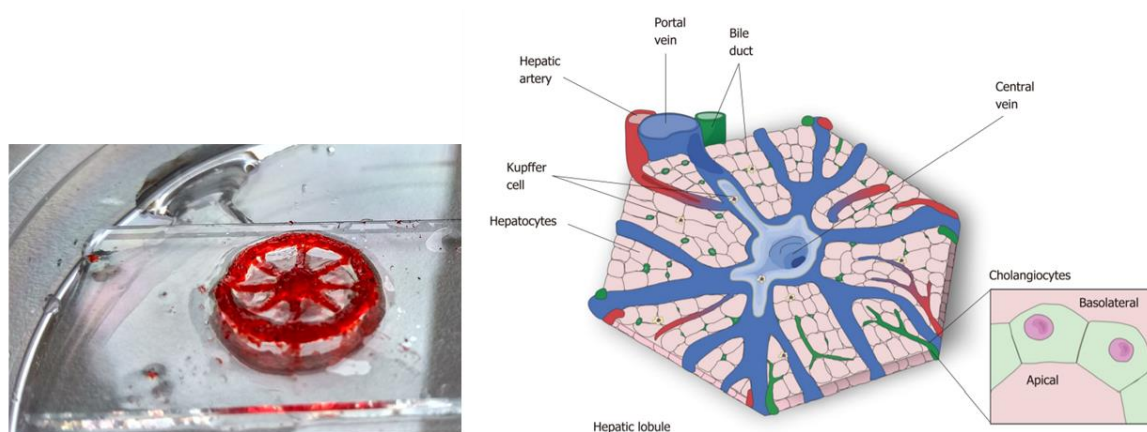 Portal
vein
Bile
duct
Hepatic
artery
Central
vein
Kupffer
cell
Hepatocytes
Cholangiocytes
Basolateral
Apical
Hepatic lobule